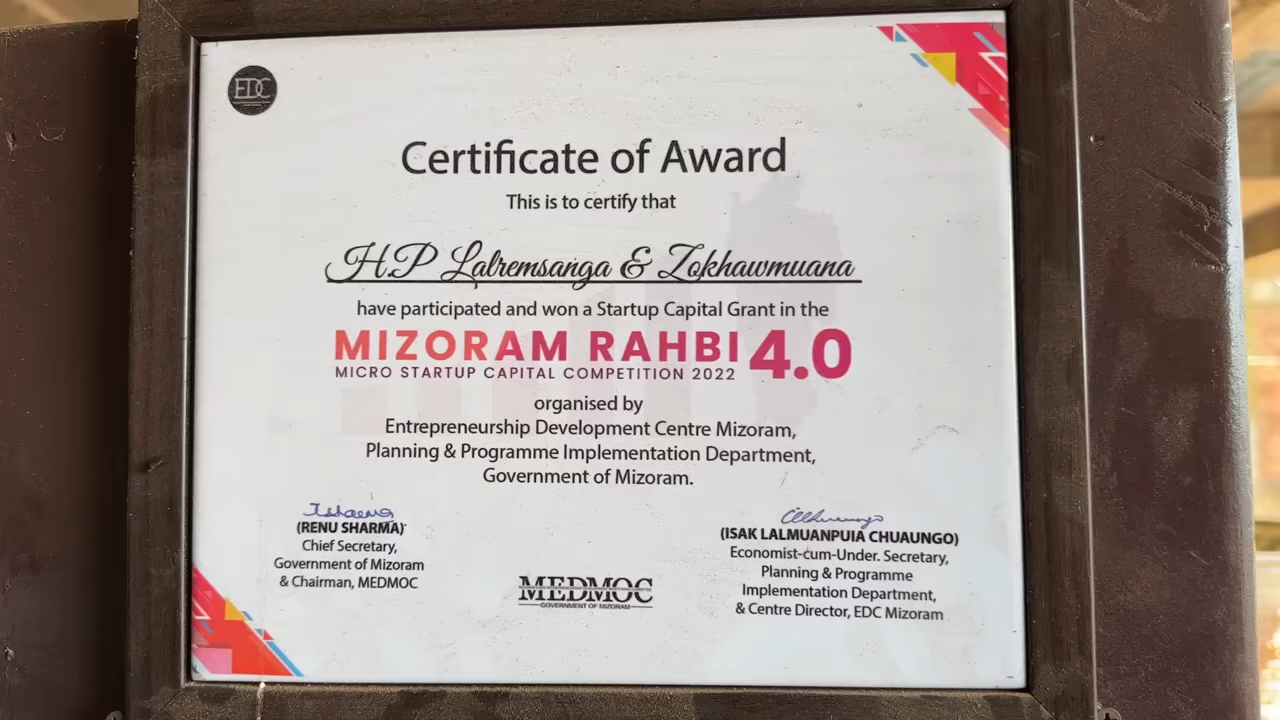 EDC
Certificate of Award
This is to certify that
H.P Lalremsanga & Zokhawmuana
have participated and won a Startup Capital Grant in the
MIZORAM RAHBI 4.0
MICRO STARTUP CAPITAL COMPETITION 2022
organised by
Entrepreneurship Development Centre Mizoram,
Planning & Programme Implementation Department,
Government of Mizoram.
(RENU SHARMA)
Chief Secretary,
Government of Mizoram
& Chairman, MEDMOC
MEDMOC
GOVERNMENT OF MIZORAM
(ISAK LALMUANPUIA CHUAUNGO)
Economist-cum-Under. Secretary,
Planning & Programme
Implementation Department,
& Centre Director, EDC Mizoram